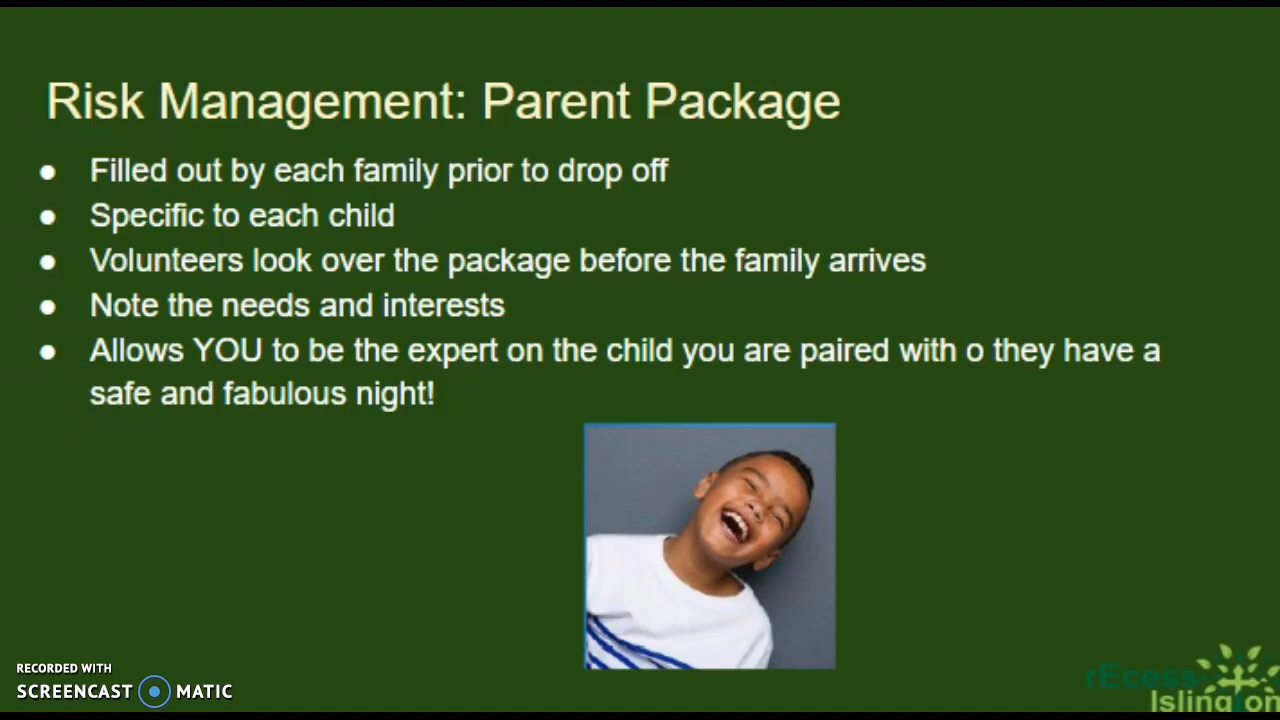 Risk Management: Parent Package
● Filled out by each family prior to drop off
● Specific to each child
● Volunteers look over the package before the family arrives
● Note the needs and interests
● Allows YOU to be the expert on the child you are paired with o they have a
safe and fabulous night!
RECORDED WITH
SCREENCAST MATIC
rEcess
Islington